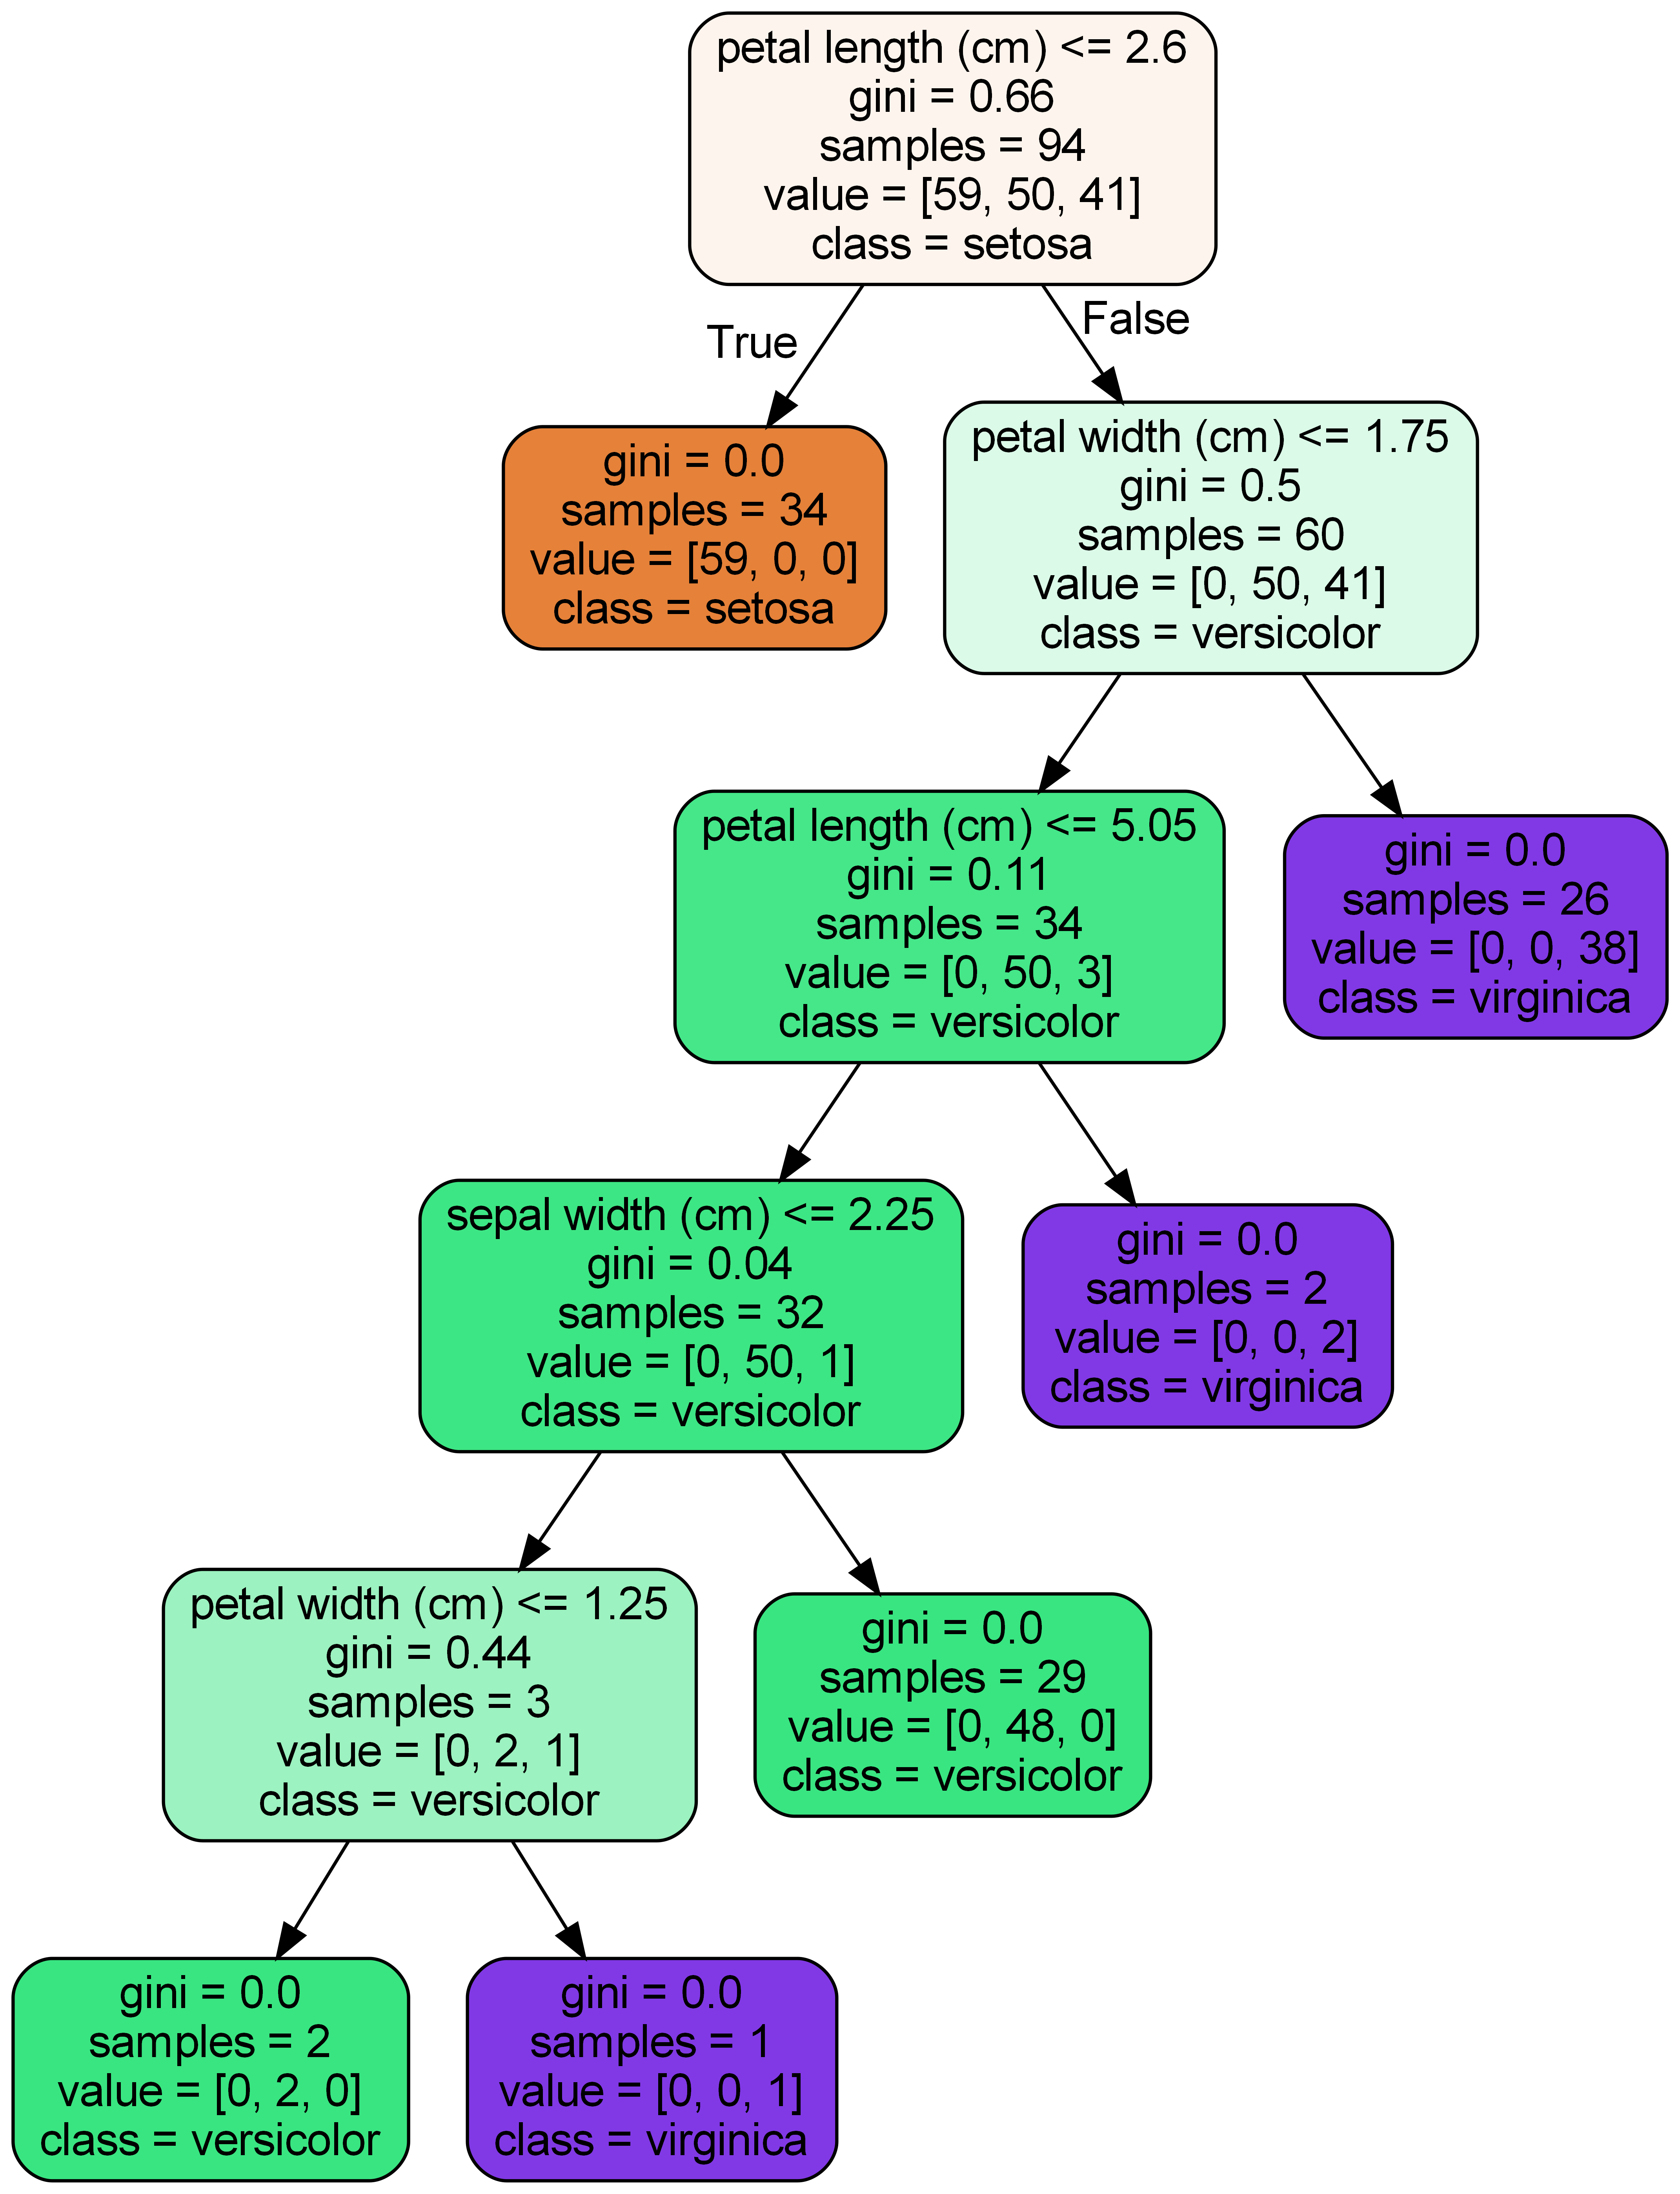 petal length (cm) <= 2.6
gini = 0.66
samples = 94
value = [59, 50, 41]
class = setosa
True
False
gini = 0.0
samples = 34
value = [59, 0, 0]
class = setosa
petal width (cm) <= 1.75
gini = 0.5
samples = 60
value = [0, 50, 41]
class = versicolor
petal length (cm) <= 5.05
gini = 0.11
samples = 34
value = [0, 50, 3]
class = versicolor
gini = 0.0
samples = 26
value = [0, 0, 38]
class = virginica
sepal width (cm) <= 2.25
gini = 0.04
samples = 32
value = [0, 50, 1]
class = versicolor
gini = 0.0
samples = 2
value = [0, 0, 2]
class = virginica
petal width (cm) <= 1.25
gini = 0.44
samples = 3
value = [0, 2, 1]
class = versicolor
gini = 0.0
samples = 29
value = [0, 48, 0]
class = versicolor
gini = 0.0
samples = 2
value = [0, 2, 0]
class = versicolor
gini = 0.0
samples = 1
value = [0, 0, 1]
class = virginica